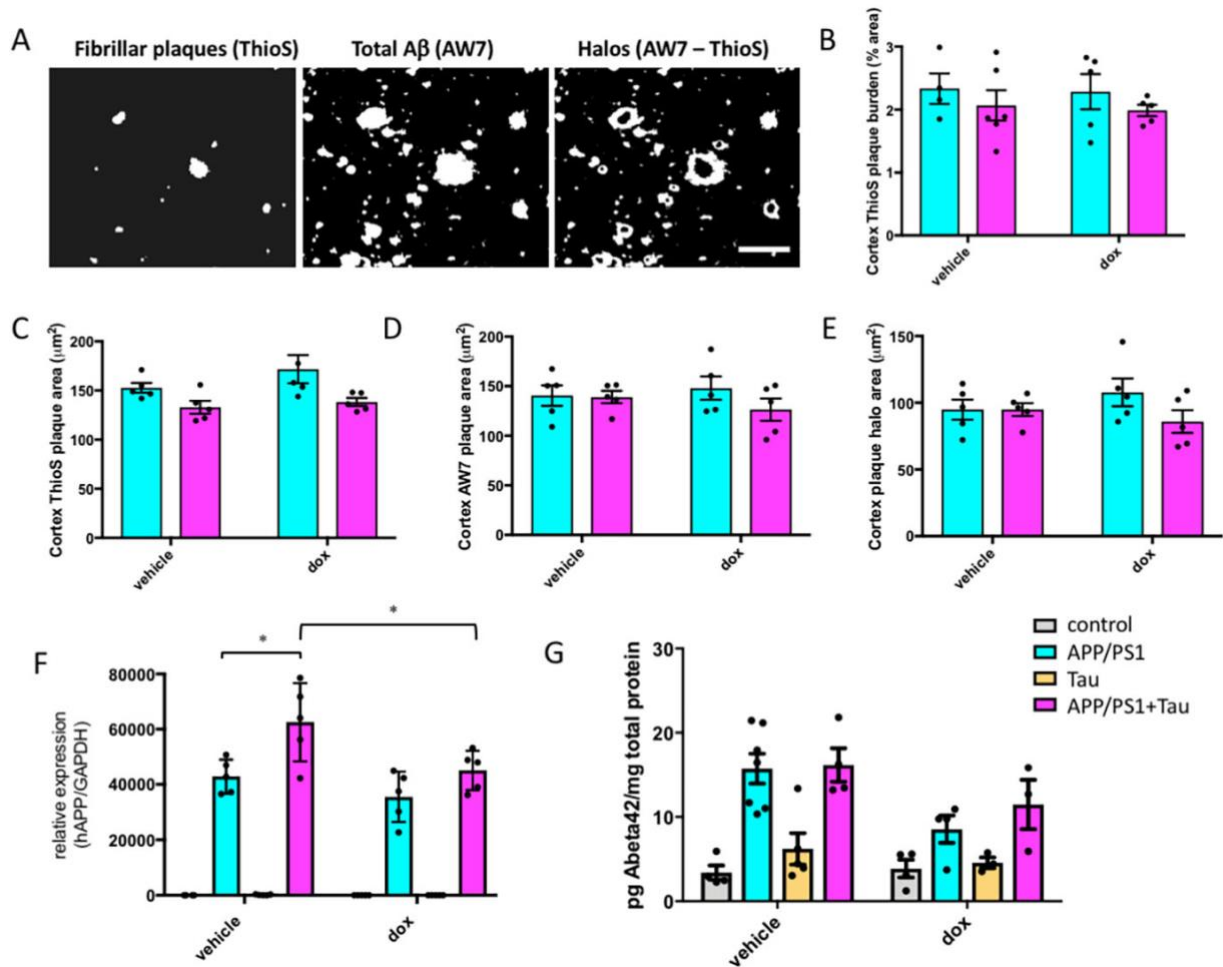 A
Fibrillar plaques (ThioS)
Total Aβ (AW7)
Halos (AW7 – ThioS)
B
Cortex ThioS plaque burden (% area)
3
2
1
0
vehicle
dox
C
Cortex ThioS plaque area (μm²)
200
150
100
50
0
vehicle
dox
D
Cortex AW7 plaque area (μm²)
200
150
100
50
0
vehicle
dox
E
Cortex plaque halo area (μm²)
150
100
50
0
vehicle
dox
F
relative expression
(hAPP/GAPDH)
80000
60000
40000
20000
0
*
*
vehicle
dox
G
pg Abeta42/mg total protein
30
20
10
0
vehicle
dox
control
APP/PS1
Tau
APP/PS1+Tau